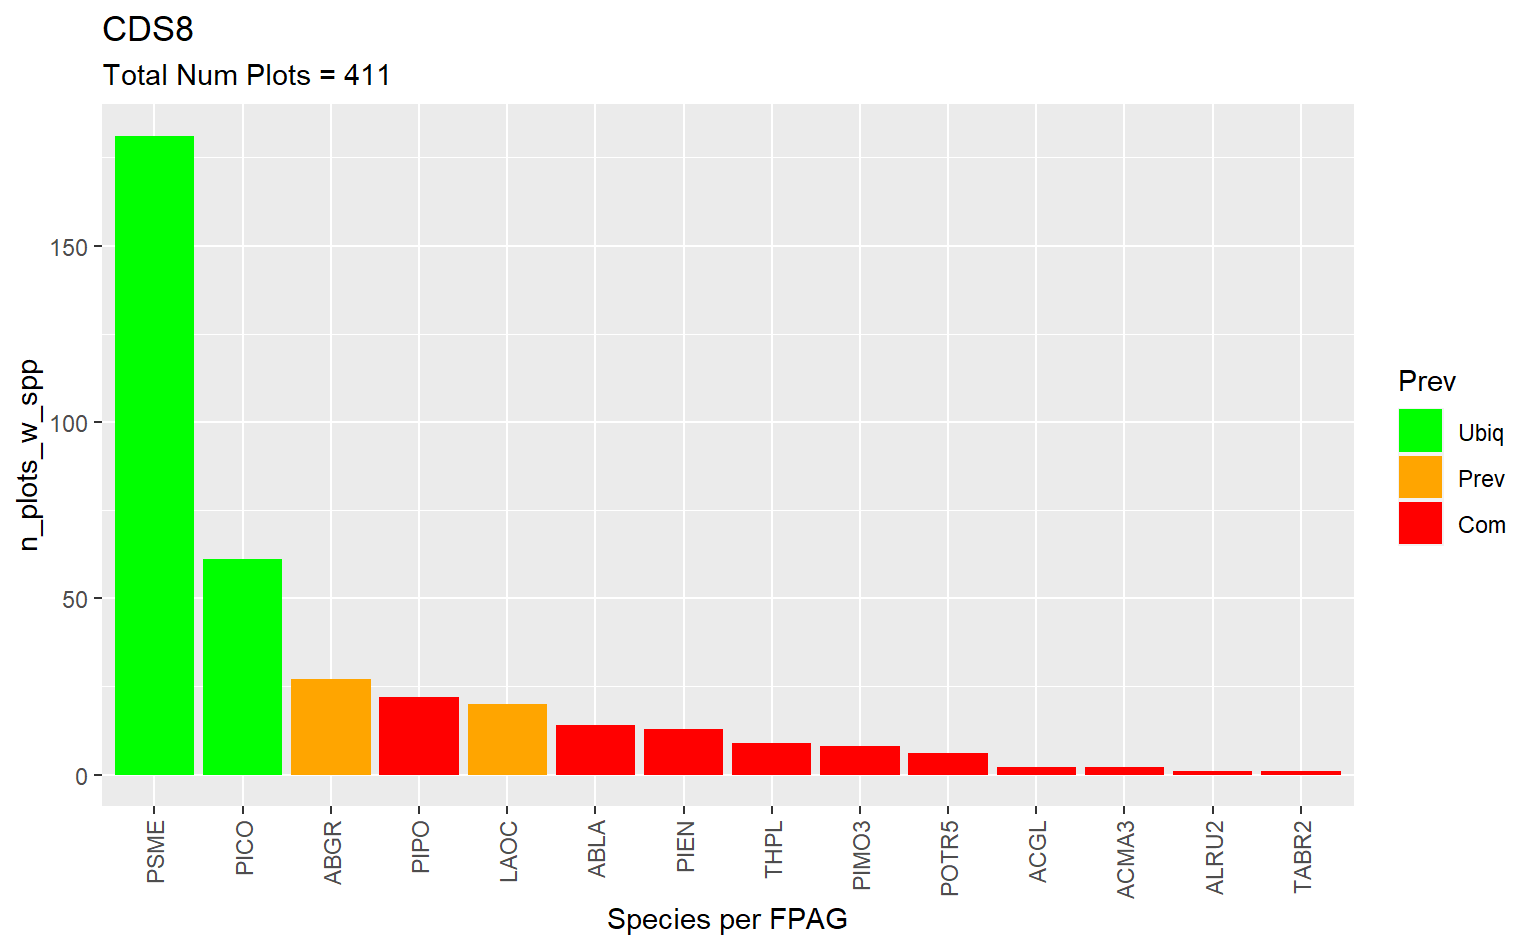 CDS8
Total Num Plots = 411
n_plots_w_spp
150
100
50
0
PSME
PICO
ABGR
PIPO
LAOC
ABLA
PIEN
THPL
PIMO3
POTR5
ACGL
ACMA3
ALRU2
TABR2
Species per FPAG
Prev
Ubiq
Prev
Com